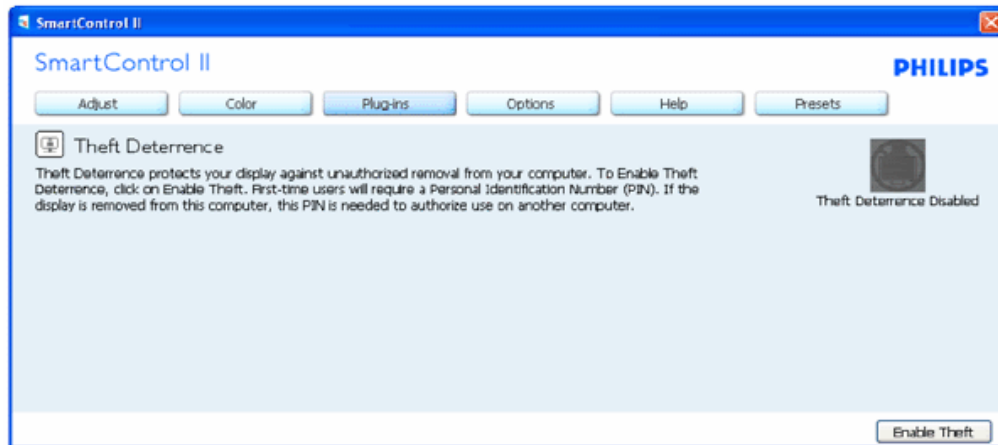 SmartControl II
SmartControl II
PHILIPS
Adjust Color Plug-ins Options Help Presets
Theft Deterrence
Theft Deterrence protects your display against unauthorized removal from your computer. To Enable Theft
Deterrence, click on Enable Theft. First-time users will require a Personal Identification Number (PIN). If the
display is removed from this computer, this PIN is needed to authorize use on another computer.
Theft Deterrence Disabled
Enable Theft